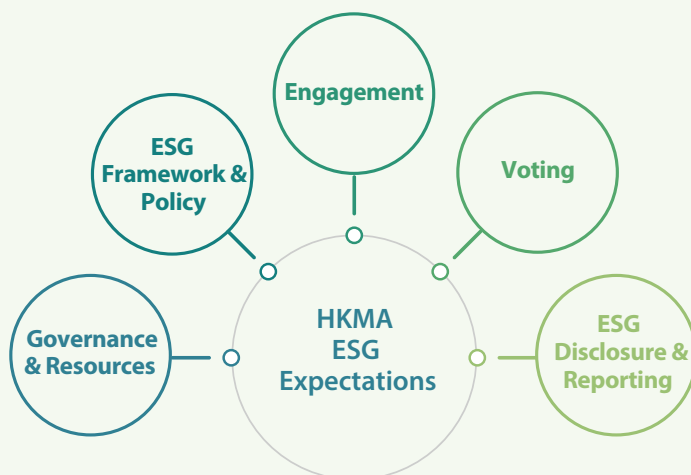 Engagement
ESG
Framework &
Policy
Voting
Governance
& Resources
HKMA
ESG
Expectations
ESG
Disclosure &
Reporting